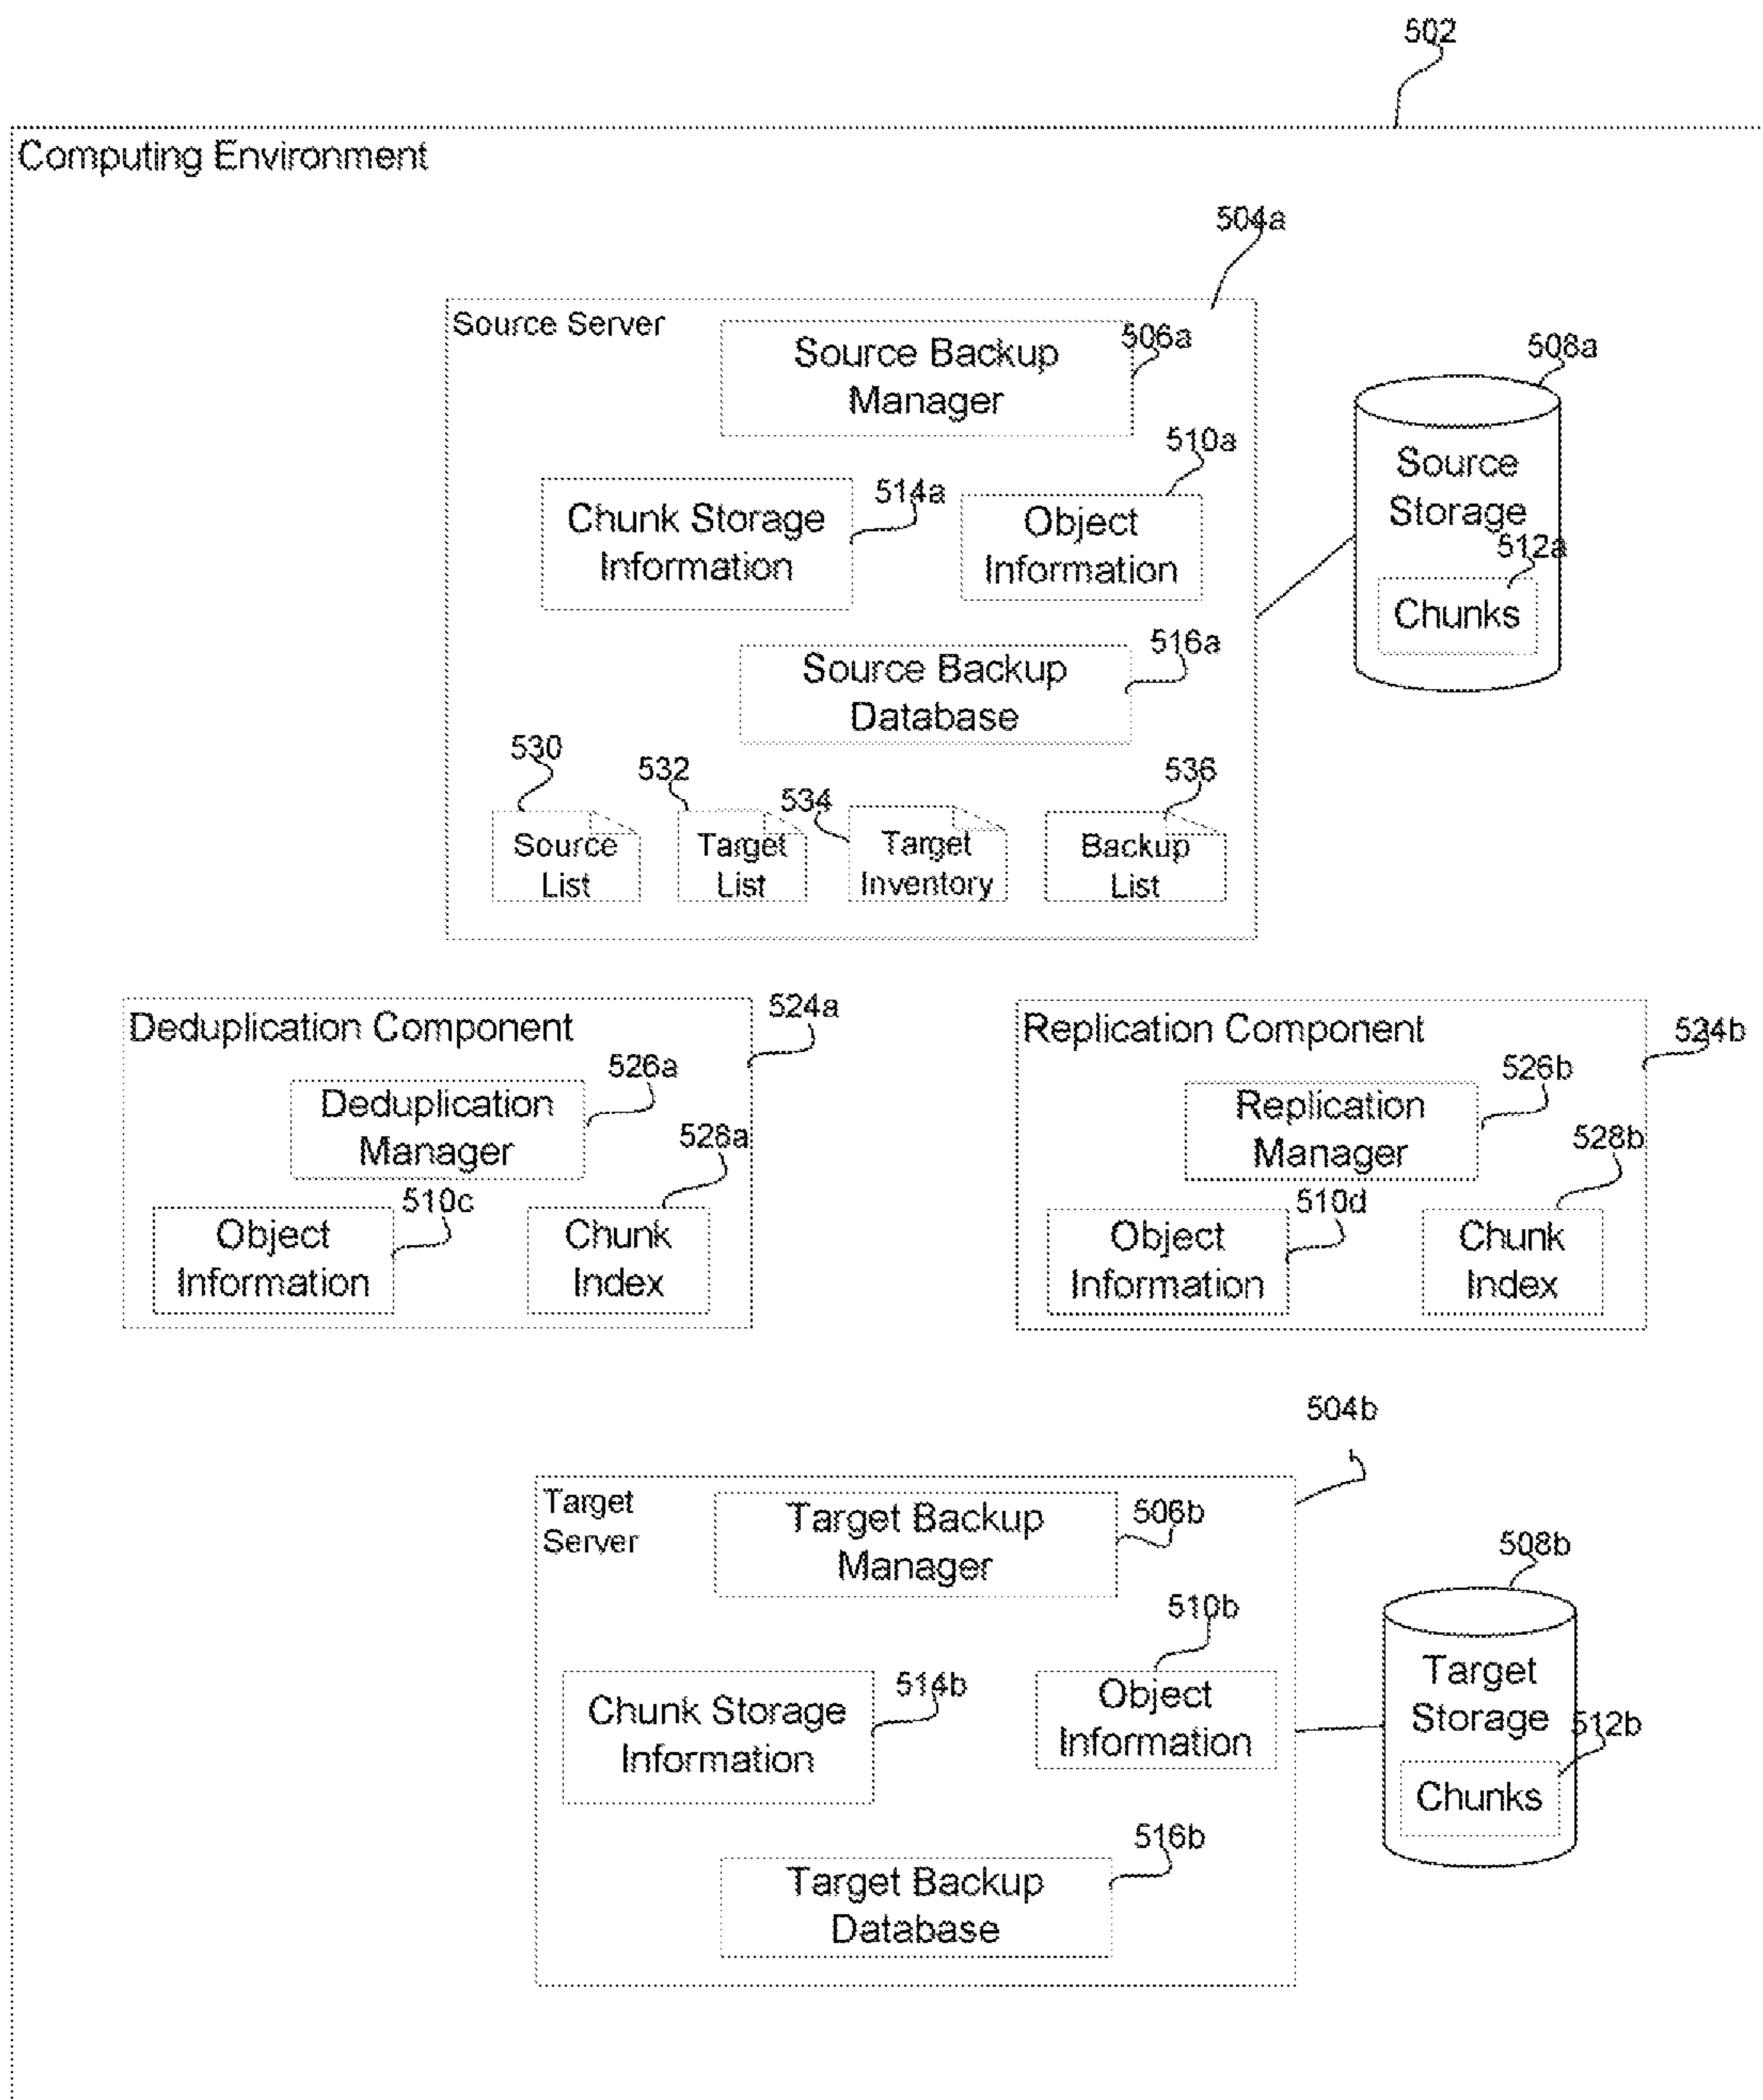 502
Computing Environment
504a
Source Server
Source Backup
Manager
506a
508a
Source
Storage
512a
Chunks
510a
514a
Chunk Storage
Information
Object
Information
516a
Source Backup
Database
530
532
534
536
Source
List
Target
List
Target
Inventory
Backup
List
Deduplication Component
524a
526a
Deduplication
Manager
528a
510c
Object
Information
Chunk
Index
Replication Component
524b
526b
Replication
Manager
528b
510d
Object
Information
Chunk
Index
504b
Target
Server
Target Backup
Manager
506b
508b
Target
Storage
512b
Chunks
510b
514b
Chunk Storage
Information
Object
Information
516b
Target Backup
Database